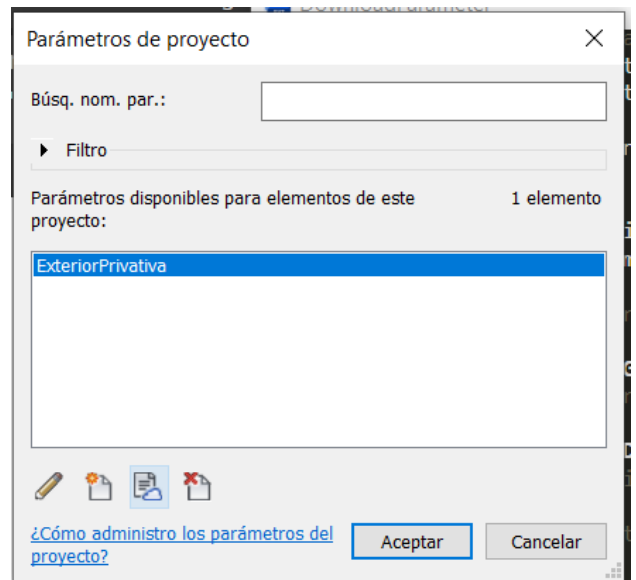 DownloadParameter
Parámetros de proyecto
Búsq. nom. par.:
Filtro
Parámetros disponibles para elementos de este 1 elemento
proyecto:
ExteriorPrivativa
¿Cómo administro los parámetros del
proyecto?
Aceptar Cancelar